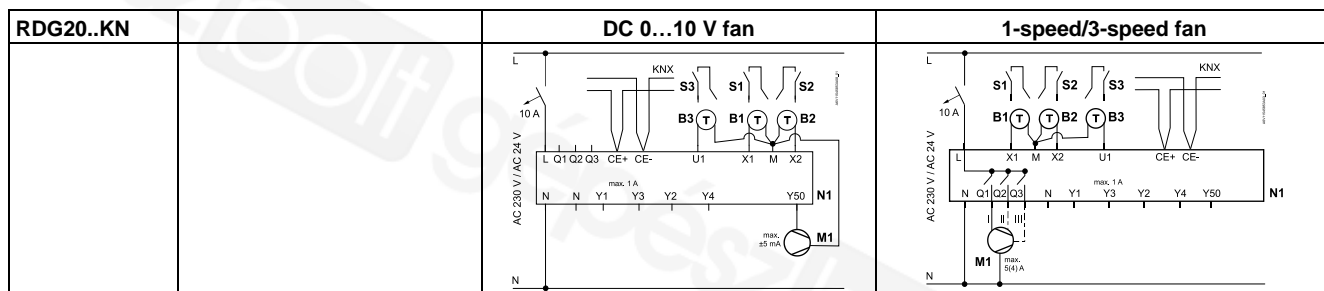 RDG20..KN DC 0…10 V fan 1-speed/3-speed fan
L
KNX
S3 S1 S2
10 A
B3 T B1 T T B2
AC 230 V / AC 24 V
L Q1 Q2 Q3 CE+ CE- U1 X1 M X2
max. 1 A
N N Y1 Y3 Y2 Y4 Y50 N1
max.
±5 mA
M1
N
L
KNX
S1 S2 S3
10 A
B1 T T B2 T B3
AC 230 V / AC 24 V
L X1 M X2 U1 CE+ CE-
max. 1 A
N Q1 Q2 Q3 N Y1 Y3 Y2 Y4 Y50 N1
I II III
M1
max.
5(4) A
N